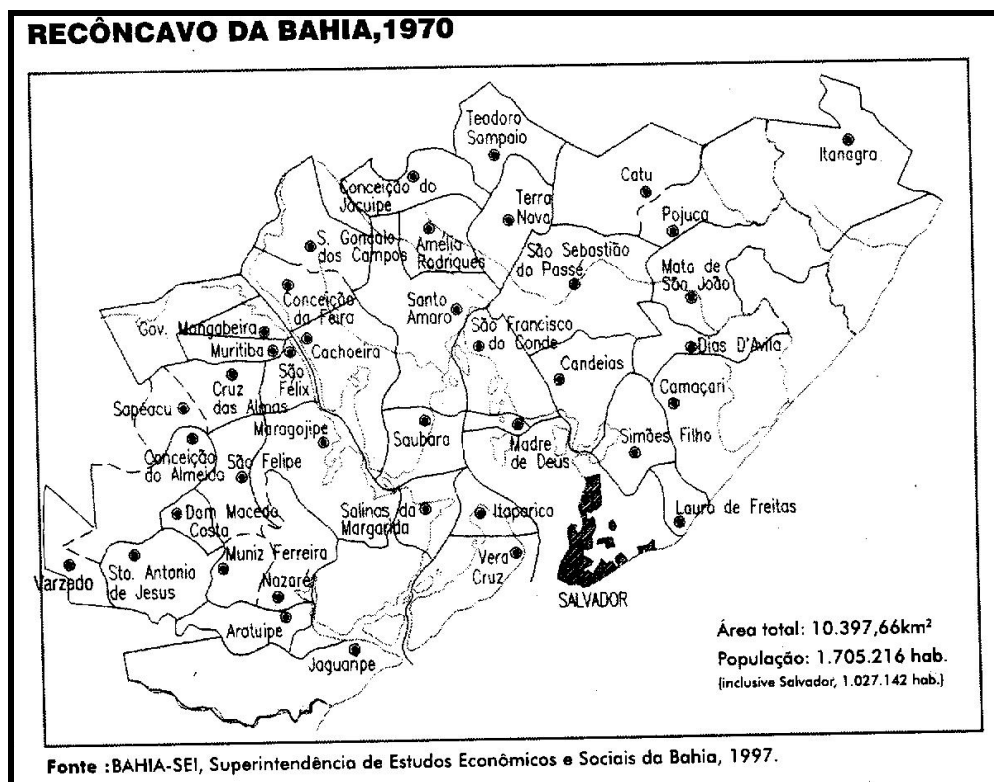 RECÔNCAVO DA BAHIA,1970
Teodoro
Sampaio
Itanagra
Conceição do
Jacuipe
Catu
Terra
Nova
Pojuca
S. Gonçalo
dos Campos
Amélia
Rodrigues
São Sebastião
do Passé
Mata de
São João
Conceição
da Feira
Santo
Amaro
Gov. Mangabeira
São Francisco
do Conde
Muritiba
Cachoeira
Dias D'Avila
São
Félix
Candeias
Cruz
das Almas
Camaçari
Sapeacu
Maragojipe
Saubara
Madre
de Deus
Simões Filho
Conceição
do Almeida
São Felipe
Dom Macedo
Costa
Salinas da
Margarida
Itaparica
Lauro de Freitas
Muniz Ferreira
Vera
Cruz
Varzedo
Sto. Antonio
de Jesus
Nazaré
SALVADOR
Aratuipe
Jaguaripe
Área total: 10.397,66km²
População: 1.705.216 hab.
(inclusive Salvador, 1.027.142 hab.)
Fonte :BAHIA-SEI, Superintendência de Estudos Econômicos e Sociais da Bahia, 1997.